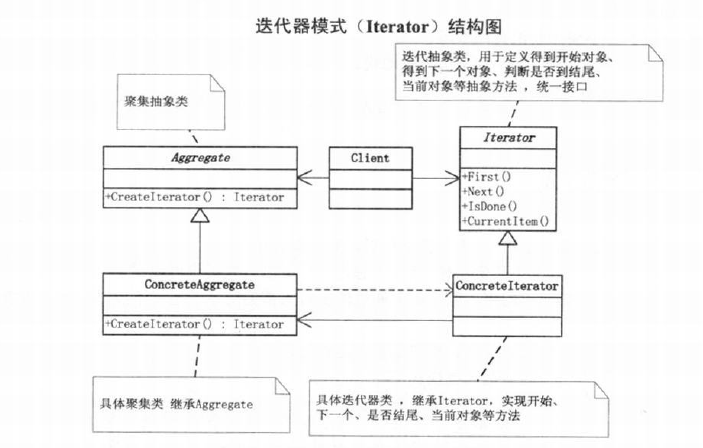 迭代器模式（Iterator）结构图
迭代抽象类，用于定义得到开始对象、
得到下一个对象、判断是否到结尾、
当前对象等抽象方法，统一接口
聚集抽象类
Aggregate
+CreateIterator() : Iterator
Client
Iterator
+First()
+Next()
+IsDone()
+CurrentItem()
ConcreteAggregate
+CreateIterator() : Iterator
ConcreteIterator
具体聚集类 继承Aggregate
具体迭代器类，继承Iterator，实现开始、
下一个、是否结尾、当前对象等方法